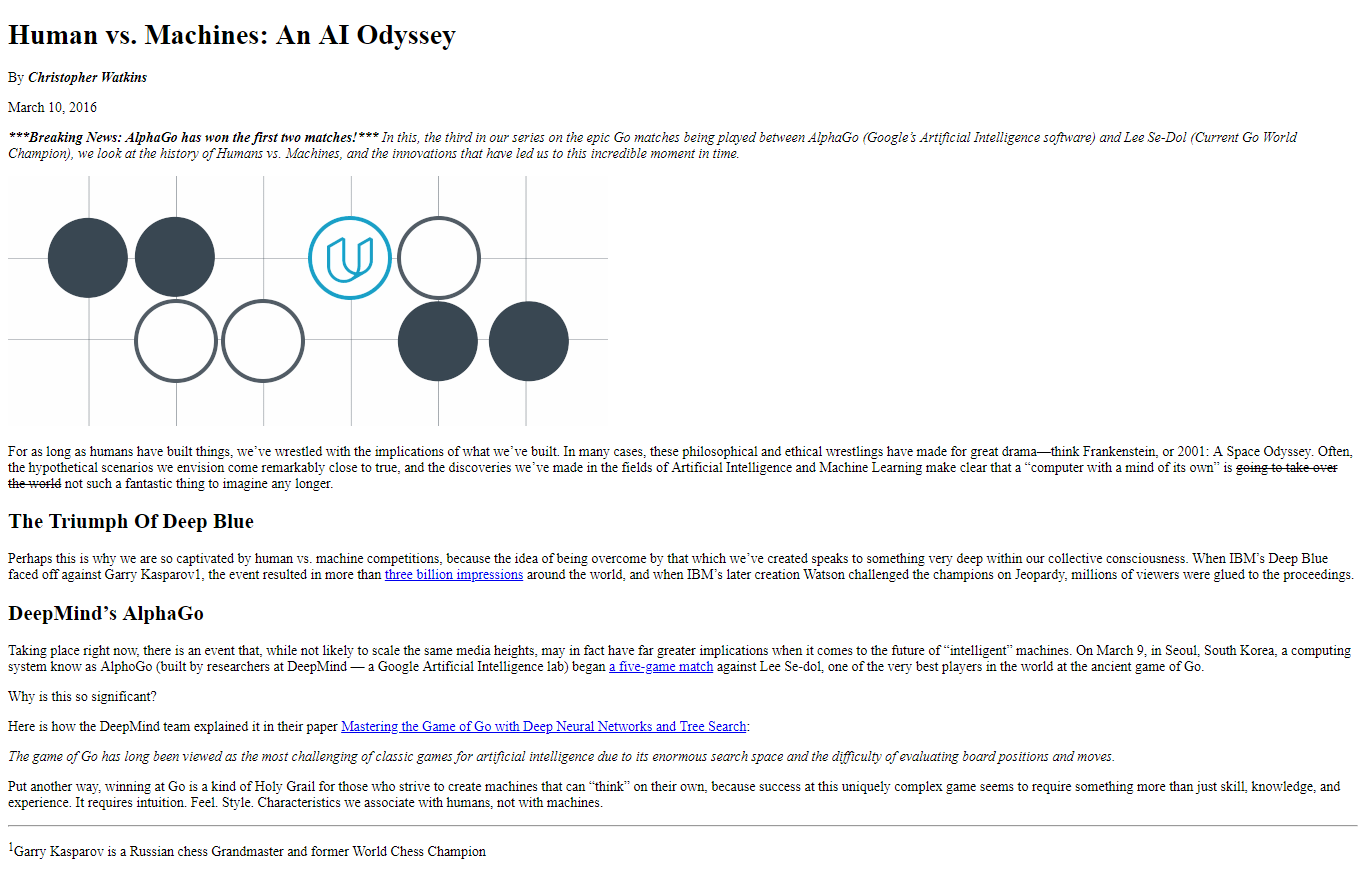 Human vs. Machines: An AI Odyssey
By Christopher Watkins
March 10, 2016
***Breaking News: AlphaGo has won the first two matches!*** In this, the third in our series on the epic Go matches being played between AlphaGo (Google’s Artificial Intelligence software) and Lee Se-Dol (Current Go World
Champion), we look at the history of Humans vs. Machines, and the innovations that have led us to this incredible moment in time.
For as long as humans have built things, we’ve wrestled with the implications of what we’ve built. In many cases, these philosophical and ethical wrestlings have made for great drama—think Frankenstein, or 2001: A Space Odyssey. Often,
the hypothetical scenarios we envision come remarkably close to true, and the discoveries we’ve made in the fields of Artificial Intelligence and Machine Learning make clear that a “computer with a mind of its own” is going to take over
the world not such a fantastic thing to imagine any longer.
The Triumph Of Deep Blue
Perhaps this is why we are so captivated by human vs. machine competitions, because the idea of being overcome by that which we’ve created speaks to something very deep within our collective consciousness. When IBM’s Deep Blue
faced off against Garry Kasparov1, the event resulted in more than three billion impressions around the world, and when IBM’s later creation Watson challenged the champions on Jeopardy, millions of viewers were glued to the proceedings.
DeepMind’s AlphaGo
Taking place right now, there is an event that, while not likely to scale the same media heights, may in fact have far greater implications when it comes to the future of “intelligent” machines. On March 9, in Seoul, South Korea, a computing
system know as AlphoGo (built by researchers at DeepMind — a Google Artificial Intelligence lab) began a five-game match against Lee Se-dol, one of the very best players in the world at the ancient game of Go.
Why is this so significant?
Here is how the DeepMind team explained it in their paper Mastering the Game of Go with Deep Neural Networks and Tree Search:
The game of Go has long been viewed as the most challenging of classic games for artificial intelligence due to its enormous search space and the difficulty of evaluating board positions and moves.
Put another way, winning at Go is a kind of Holy Grail for those who strive to create machines that can “think” on their own, because success at this uniquely complex game seems to require something more than just skill, knowledge, and
experience. It requires intuition. Feel. Style. Characteristics we associate with humans, not with machines.
1Garry Kasparov is a Russian chess Grandmaster and former World Chess Champion